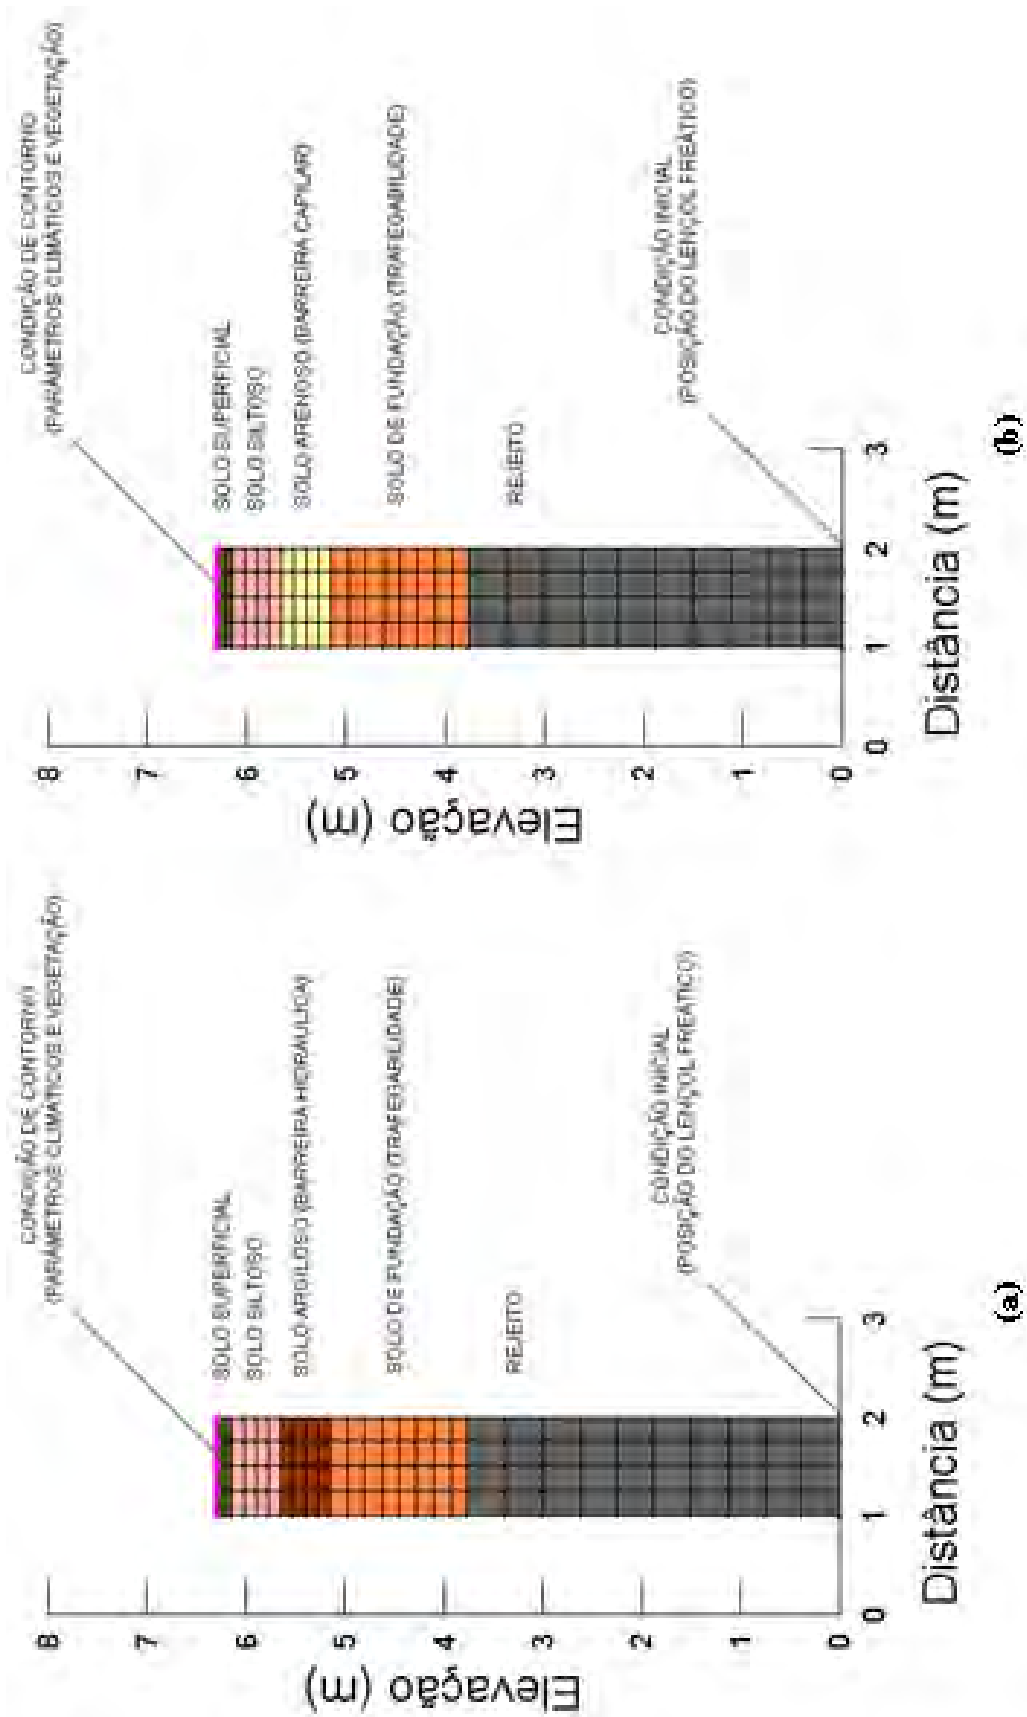 CONDIÇÃO DE CONTORNO
(PARÂMETROS CLIMÁTICOS E VEGETAÇÃO)
8
7
6
5
4
3
2
1
0
Elevação (m)
SOLO SUPERFICIAL
SOLO SILTOSO
SOLO ARGILOSO (BARREIRA HIDRÁULICA)
SOLO DE FUNDAÇÃO (TRAFEGABILIDADE)
REJEITO
CONDIÇÃO INICIAL
(POSIÇÃO DO LENÇOL FREÁTICO)
0
1
2
3
Distância (m)
(a)
CONDIÇÃO DE CONTORNO
(PARÂMETROS CLIMÁTICOS E VEGETAÇÃO)
8
7
6
5
4
3
2
1
0
Elevação (m)
SOLO SUPERFICIAL
SOLO SILTOSO
SOLO ARENOSO (BARREIRA CAPILAR)
SOLO DE FUNDAÇÃO (TRAFEGABILIDADE)
REJEITO
CONDIÇÃO INICIAL
(POSIÇÃO DO LENÇOL FREÁTICO)
0
1
2
3
Distância (m)
(b)